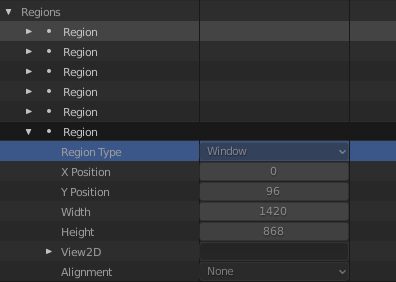 Regions
Region
Region
Region
Region
Region
Region
Region Type Window
X Position 0
Y Position 96
Width 1420
Height 868
View2D
Alignment None